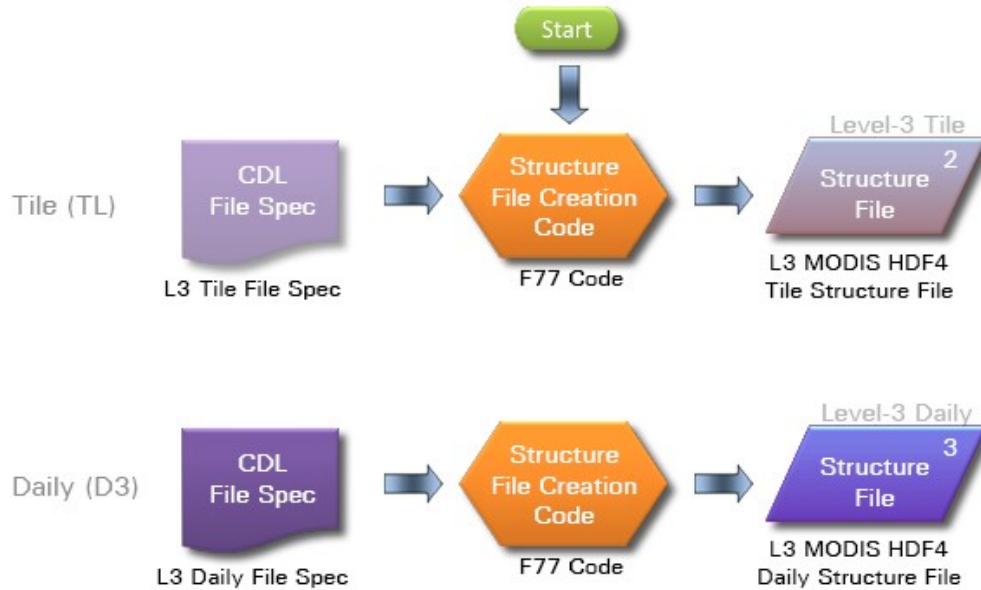 Start
Level-3 Tile
Tile (TL)
CDL
File Spec
L3 Tile File Spec
Structure
File Creation
Code
F77 Code
2
Structure
File
L3 MODIS HDF4
Tile Structure File
Level-3 Daily
Daily (D3)
CDL
File Spec
L3 Daily File Spec
Structure
File Creation
Code
F77 Code
3
Structure
File
L3 MODIS HDF4
Daily Structure File